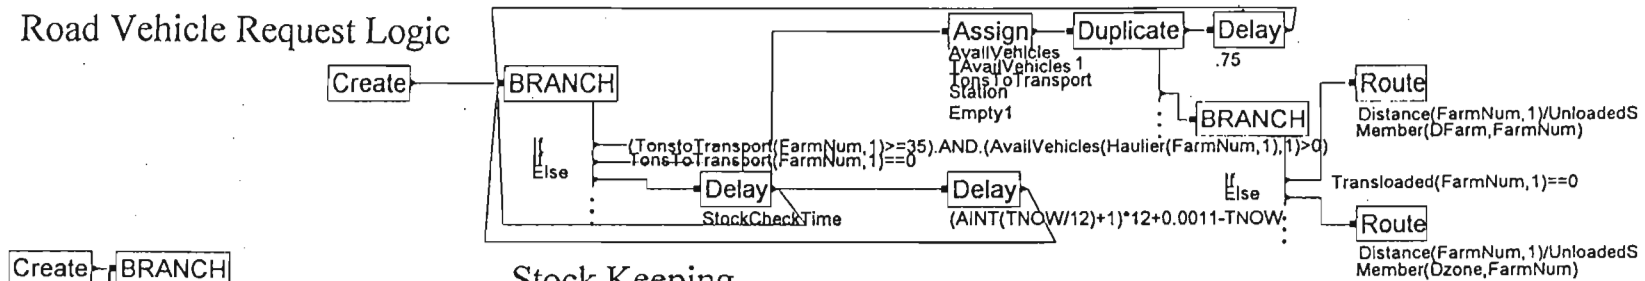 Road Vehicle Request Logic
Create
BRANCH
If
If
Else
(TonstoTransport(FarmNum,1)>=35).AND.(AvailVehicles(Haulier(FarmNum,1),1)>0)
TonsToTransport(FarmNum,1)==0
Delay
StockCheckTime
Delay
(AINT(TNOW/12)+1)*12+0.0011-TNOW
Assign
AvailVehicles
TAvailVehicles 1
TonsToTransport
Station
Empty1
Duplicate
Delay
.75
BRANCH
If
Else
Transloaded(FarmNum,1)==0
Route
Distance(FarmNum,1)/UnloadedS
Member(DFarm,FarmNum)
Route
Distance(FarmNum,1)/UnloadedS
Member(Dzone,FarmNum)
Create
BRANCH
Stock Keeping